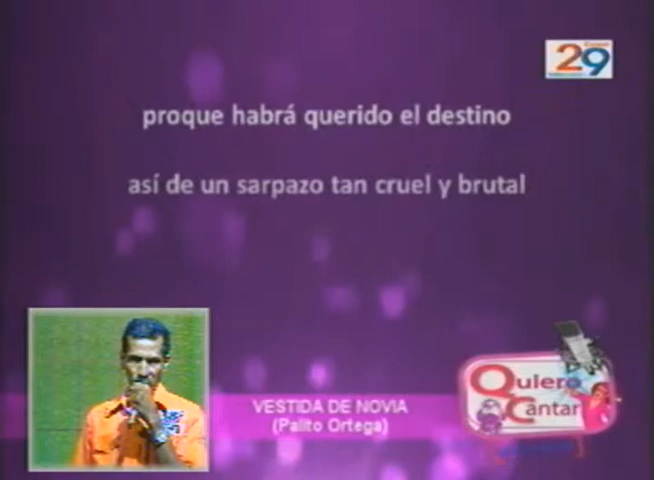 29
proque habrá querido el destino
así de un sarpazo tan cruel y brutal
VESTIDA DE NOVIA
(Palito Ortega)
Quiero
Cantar